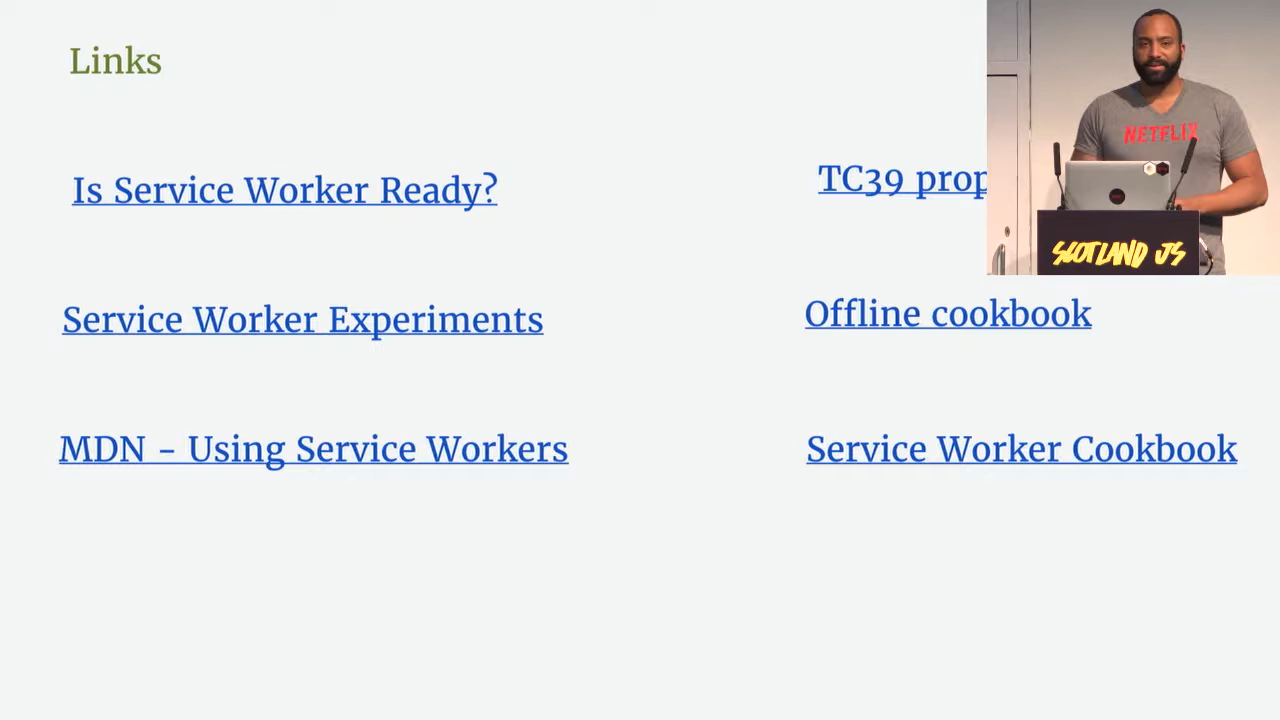 Links
Is Service Worker Ready?
Service Worker Experiments
MDN - Using Service Workers
TC39
Offline cookbook
Service Worker Cookbook
NETFLIX
SCOTLAND JS